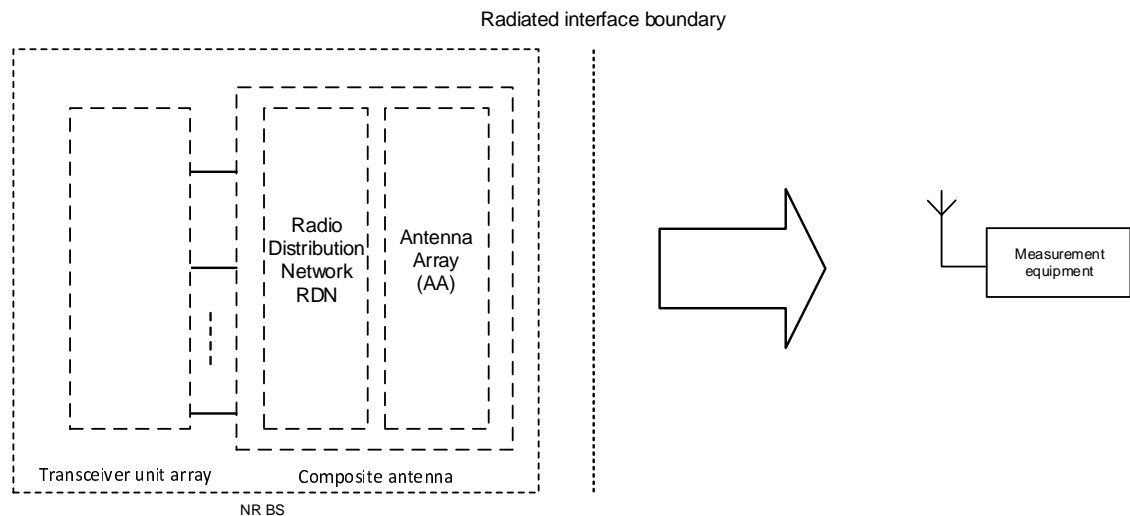 Radiated interface boundary
Radio
Distribution
Network
RDN
Antenna
Array
(AA)
Measurement
equipment
Transceiver unit array
Composite antenna
NR BS